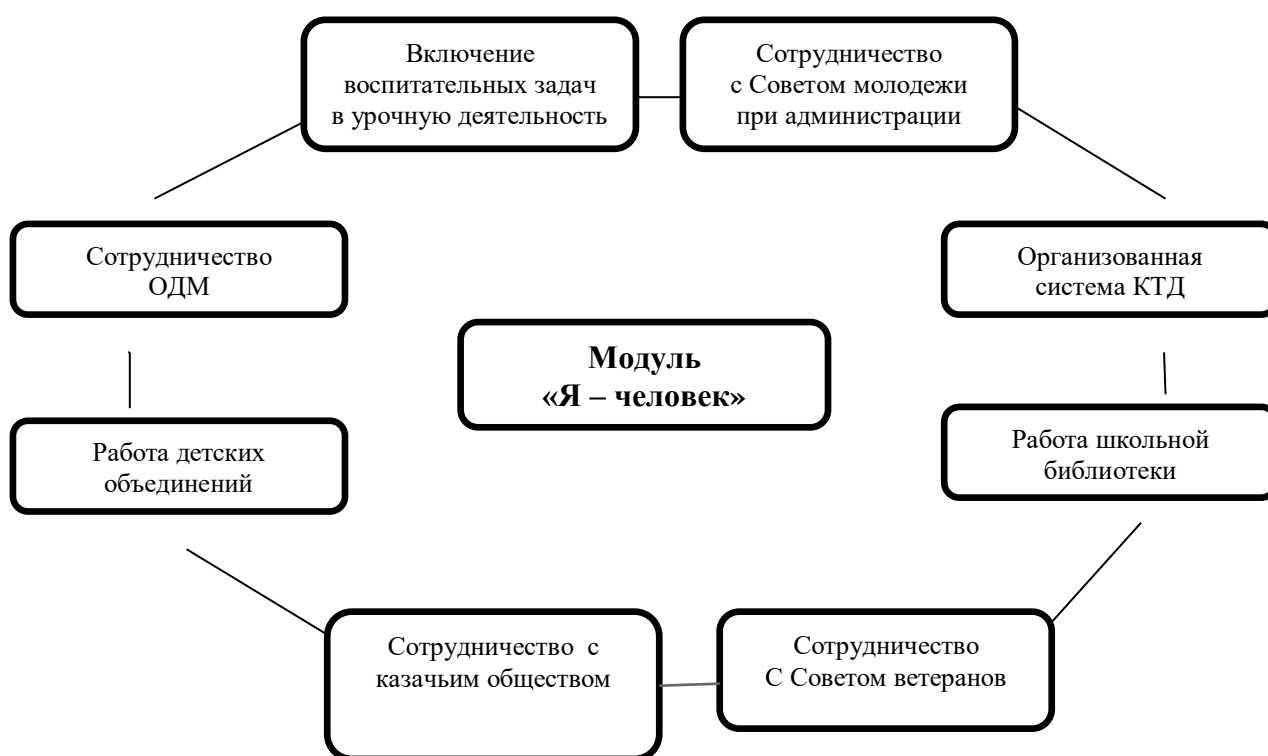 Включение
воспитательных задач
в урочную деятельность
Сотрудничество
с Советом молодежи
при администрации
Сотрудничество
ОДМ
Организованная
система КТД
Модуль
«Я – человек»
Работа детских
объединений
Работа школьной
библиотеки
Сотрудничество с
казачьим обществом
Сотрудничество
С Советом ветеранов